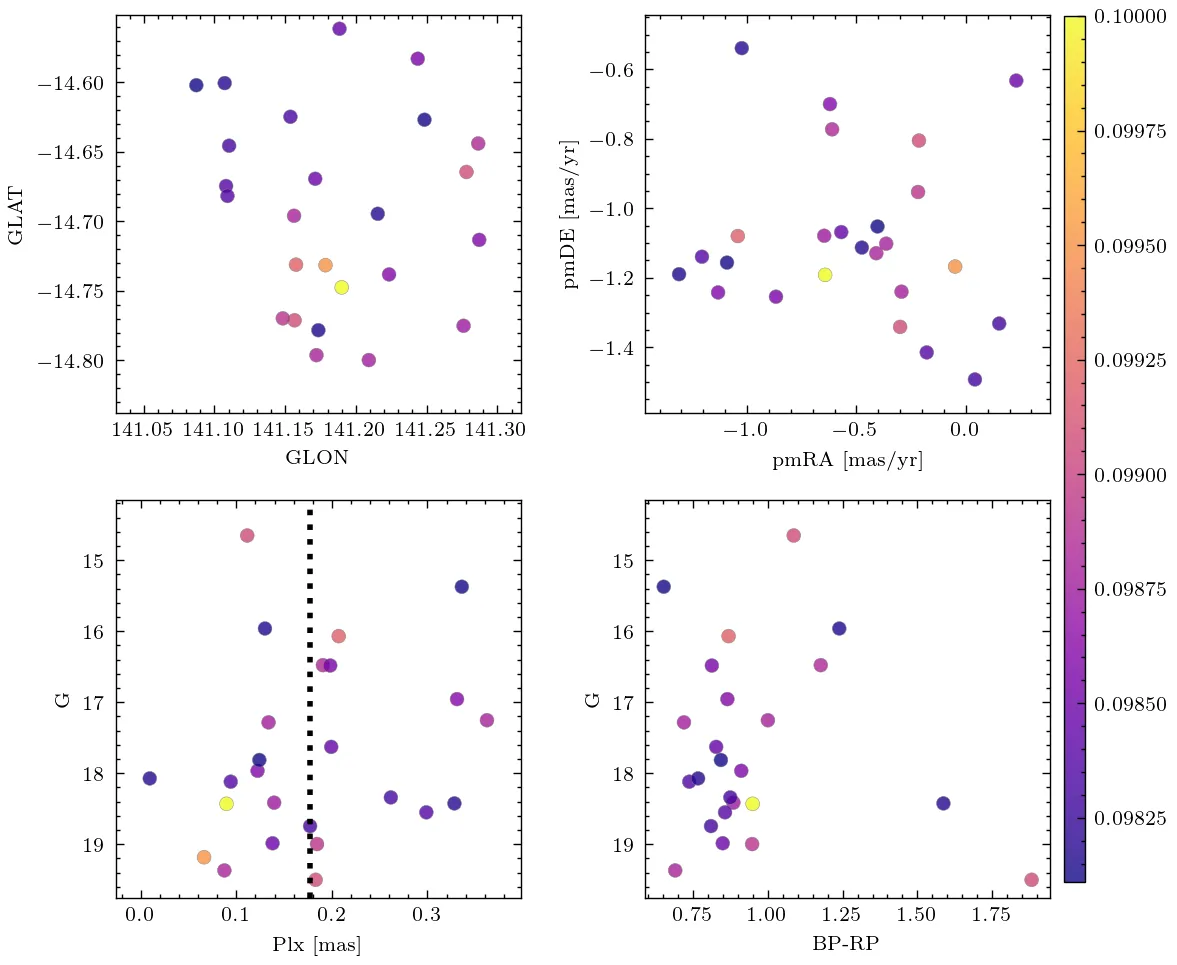 −14.60
−14.65
−14.70
−14.75
−14.80
GLAT
141.05 141.10 141.15 141.20 141.25 141.30
GLON
−0.6
−0.8
−1.0
−1.2
−1.4
pmDE [mas/yr]
−1.0 −0.5 0.0
pmRA [mas/yr]
15
16
17
18
19
G
0.0 0.1 0.2 0.3
Plx [mas]
15
16
17
18
19
G
0.75 1.00 1.25 1.50 1.75
BP-RP
0.10000
0.09975
0.09950
0.09925
0.09900
0.09875
0.09850
0.09825